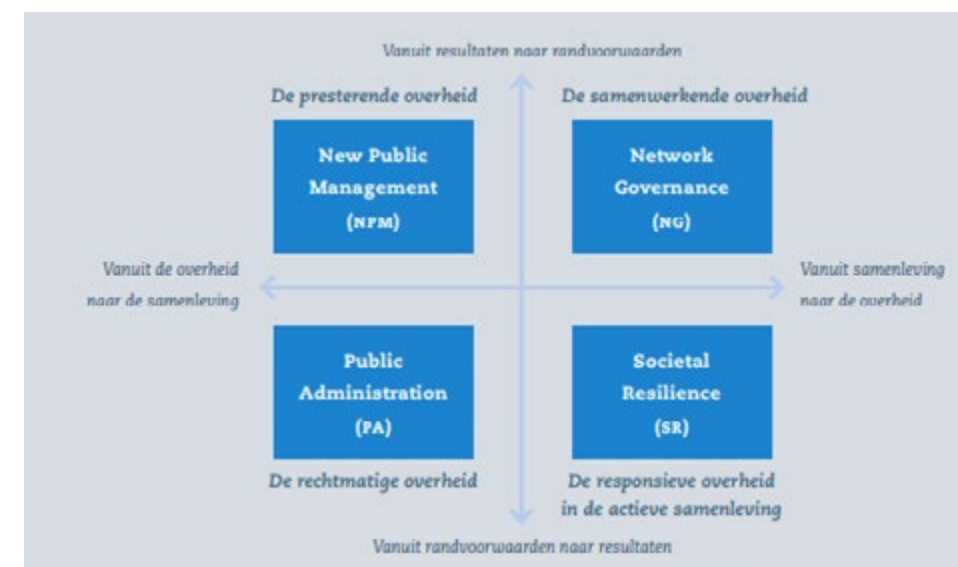 Vanuit resultaten naar randvoorwaarden
De presterende overheid
De samenwerkende overheid
New Public
Management
(NPM)
Network
Governance
(NG)
Vanuit de overheid
naar de samenleving
Vanuit samenleving
naar de overheid
Public
Administration
(PA)
Societal
Resilience
(SR)
De rechtmatige overheid
De responsieve overheid
in de actieve samenleving
Vanuit randvoorwaarden naar resultaten